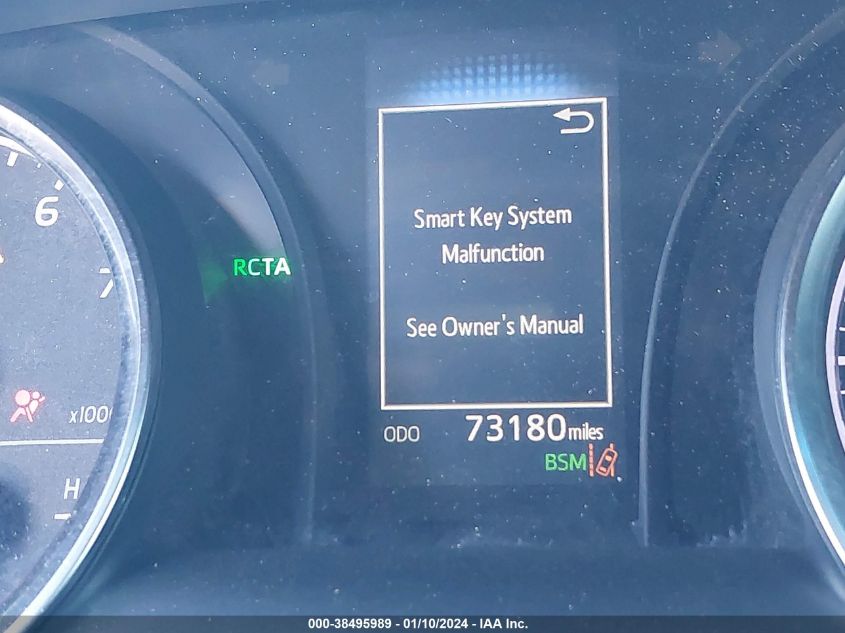 6
7
RCTA
Smart Key System
Malfunction
See Owner's Manual
x100
H
ODO 73180 miles
BSM
000-38495989 - 01/10/2024 - IAA Inc.